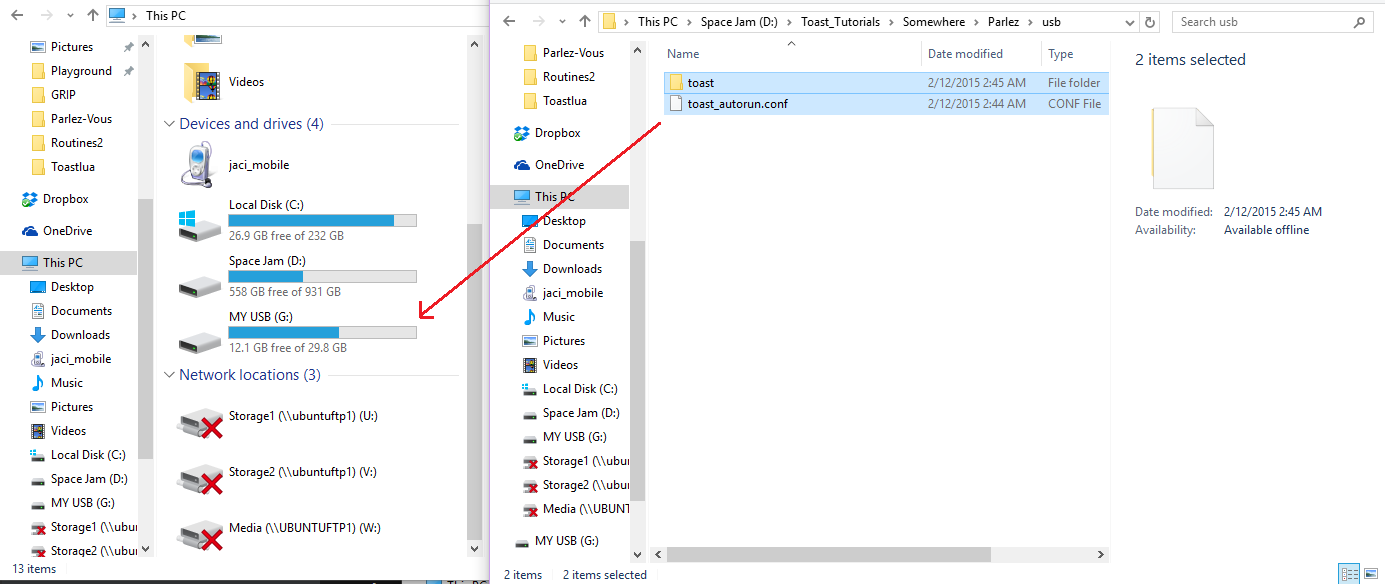 This PC
Pictures
Playground
GRIP
Parlez-Vous
Routines2
Toastlua
Dropbox
OneDrive
This PC
Desktop
Documents
Downloads
jaci_mobile
Music
Pictures
Videos
Local Disk (C:)
Space Jam (D:)
MY USB (G:)
Storage1 (\\ubun
Storage2 (\\ubun
13 items
Videos
Devices and drives (4)
jaci_mobile
Local Disk (C:)
26.9 GB free of 232 GB
Space Jam (D:)
558 GB free of 931 GB
MY USB (G:)
12.1 GB free of 29.8 GB
Network locations (3)
Storage1 (\\ubuntuftp1) (U:)
Storage2 (\\ubuntuftp1) (V:)
Media (\\UBUNTUFTP1) (W:)
This PC
This PC > Space Jam (D:) > Toast_Tutorials > Somewhere > Parlez > usb
Search usb
Parlez-Vous
Routines2
Toastlua
Dropbox
OneDrive
This PC
Desktop
Documents
Downloads
jaci_mobile
Music
Pictures
Videos
Local Disk (C:)
Space Jam (D:)
MY USB (G:)
Storage1 (\\ubun
Storage2 (\\ubun
Media (\\UBUNT
MY USB (G:)
Name Date modified Type
toast 2/12/2015 2:45 AM File folder
toast_autorun.conf 2/12/2015 2:44 AM CONF File
2 items selected
Date modified: 2/12/2015 2:45 AM
Availability: Available offline
2 items 2 items selected